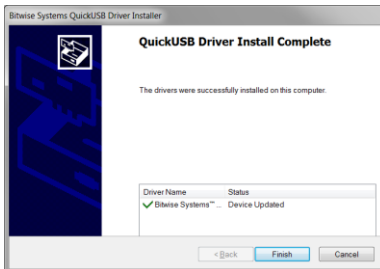 Bitwise Systems QuickUSB Driver Installer
QuickUSB Driver Install Complete
The drivers were successfully installed on this computer.
Driver Name Status
Bitwise Systems™ ... Device Updated
< Back Finish Cancel